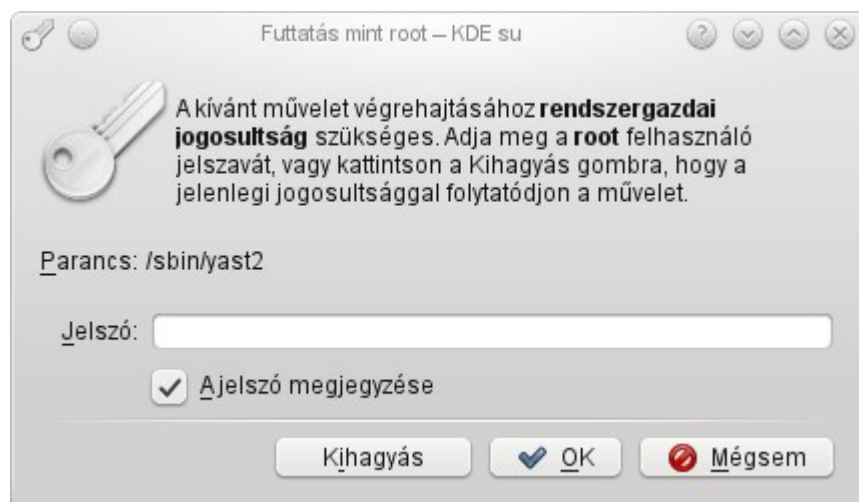 Futtatás mint root – KDE su
A kívánt művelet végrehajtásához rendszergazdai
jogosultság szükséges. Adja meg a root felhasználó
jelszavát, vagy kattintson a Kihagyás gombra, hogy a
jelenlegi jogosultsággal folytatódjon a művelet.
Parancs: /sbin/yast2
Jelszó:
A jelszó megjegyzése
Kihagyás
OK
Mégsem